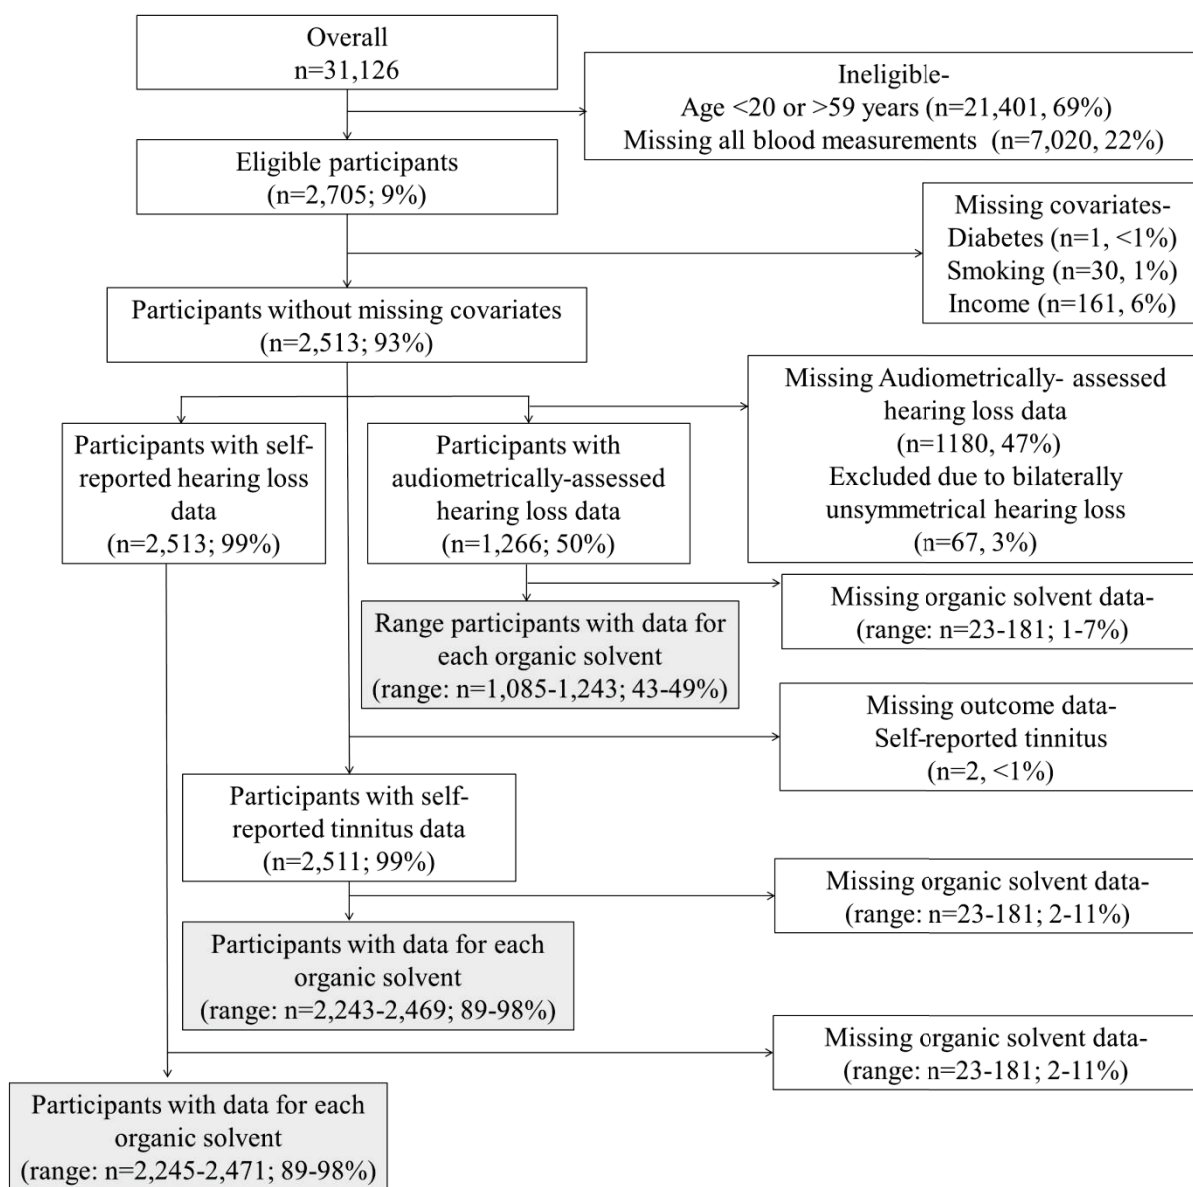 Overall
n=31,126
Ineligible-
Age <20 or >59 years (n=21,401, 69%)
Missing all blood measurements (n=7,020, 22%)
Eligible participants
(n=2,705; 9%)
Missing covariates-
Diabetes (n=1, <1%)
Smoking (n=30, 1%)
Income (n=161, 6%)
Participants without missing covariates
(n=2,513; 93%)
Missing Audiometrically- assessed
hearing loss data
(n=1180, 47%)
Excluded due to bilaterally
unsymmetrical hearing loss
(n=67, 3%)
Participants with self-
reported hearing loss
data
(n=2,513; 99%)
Participants with
audiometrically-assessed
hearing loss data
(n=1,266; 50%)
Missing organic solvent data-
(range: n=23-181; 1-7%)
Range participants with data for
each organic solvent
(range: n=1,085-1,243; 43-49%)
Missing outcome data-
Self-reported tinnitus
(n=2, <1%)
Participants with self-
reported tinnitus data
(n=2,511; 99%)
Missing organic solvent data-
(range: n=23-181; 2-11%)
Participants with data for each
organic solvent
(range: n=2,243-2,469; 89-98%)
Missing organic solvent data-
(range: n=23-181; 2-11%)
Participants with data for each
organic solvent
(range: n=2,245-2,471; 89-98%)